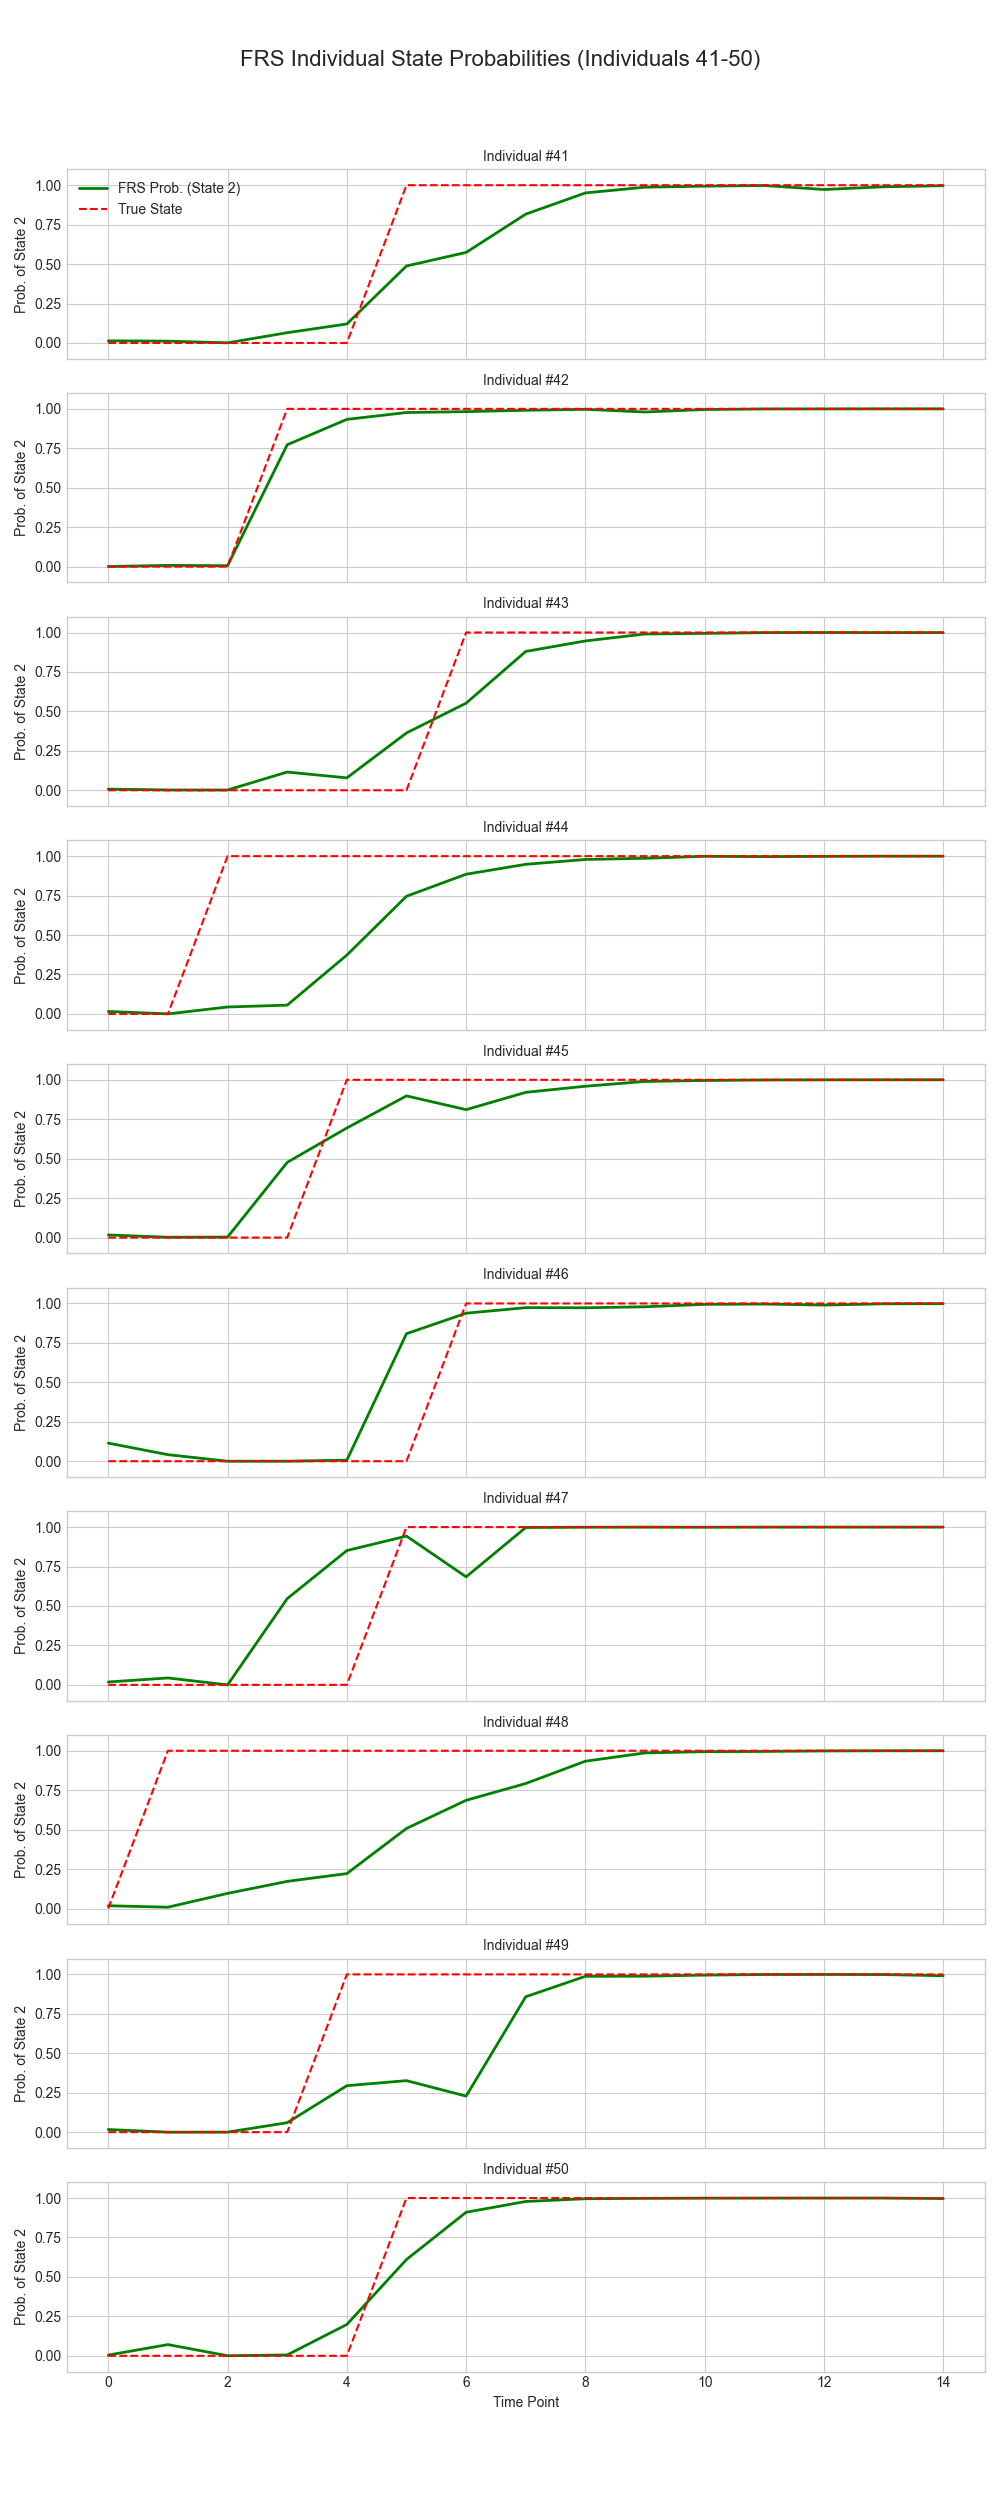 FRS Individual State Probabilities (Individuals 41-50)
Individual #41
FRS Prob. (State 2)
True State
Prob. of State 2
1.00
0.75
0.50
0.25
0.00
Individual #42
Prob. of State 2
1.00
0.75
0.50
0.25
0.00
Individual #43
Prob. of State 2
1.00
0.75
0.50
0.25
0.00
Individual #44
Prob. of State 2
1.00
0.75
0.50
0.25
0.00
Individual #45
Prob. of State 2
1.00
0.75
0.50
0.25
0.00
Individual #46
Prob. of State 2
1.00
0.75
0.50
0.25
0.00
Individual #47
Prob. of State 2
1.00
0.75
0.50
0.25
0.00
Individual #48
Prob. of State 2
1.00
0.75
0.50
0.25
0.00
Individual #49
Prob. of State 2
1.00
0.75
0.50
0.25
0.00
Individual #50
Prob. of State 2
1.00
0.75
0.50
0.25
0.00
0 2 4 6 8 10 12 14
Time Point